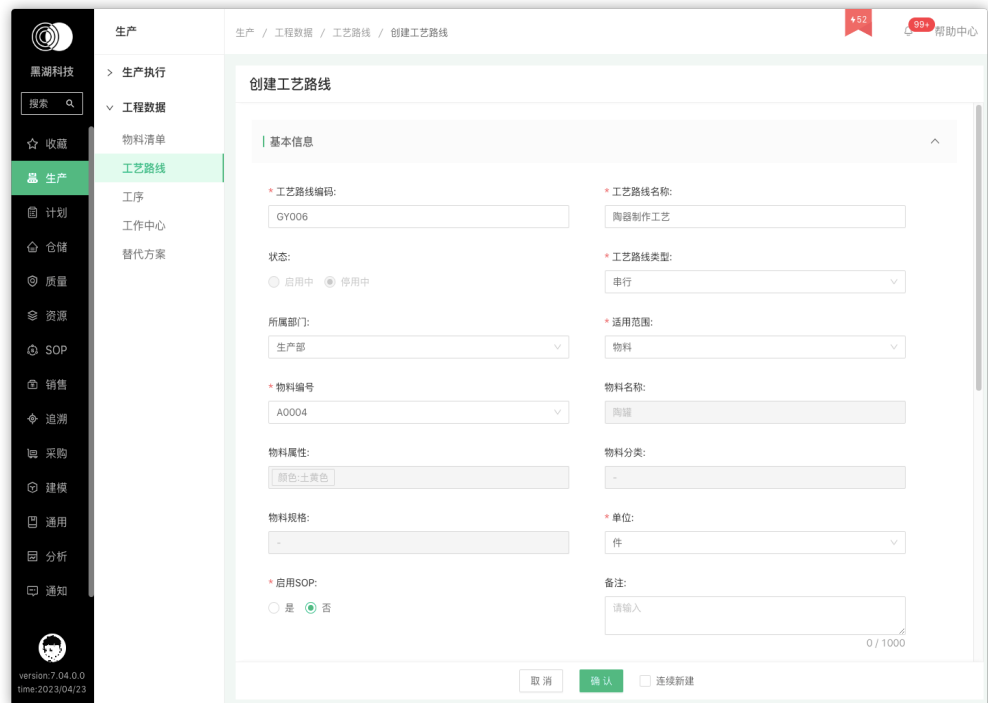 黑湖科技
搜索
收藏
生产
计划
仓储
质量
资源
SOP
销售
追溯
采购
建模
通用
分析
通知
version:7.04.0.0
time:2023/04/23
生产
生产执行
工程数据
物料清单
工艺路线
工序
工作中心
替代方案
生产 / 工程数据 / 工艺路线 / 创建工艺路线
52
99+
帮助中心
创建工艺路线
基本信息
* 工艺路线编码:
GY006
* 工艺路线名称:
陶器制作工艺
状态:
启用中 停用中
* 工艺路线类型:
串行
所属部门:
生产部
* 适用范围:
物料
* 物料编号
A0004
物料名称:
陶罐
物料属性:
颜色:土黄色
物料分类:
-
物料规格:
-
* 单位:
件
* 启用SOP:
是 否
备注:
请输入
0 / 1000
取消 确认 连续新建